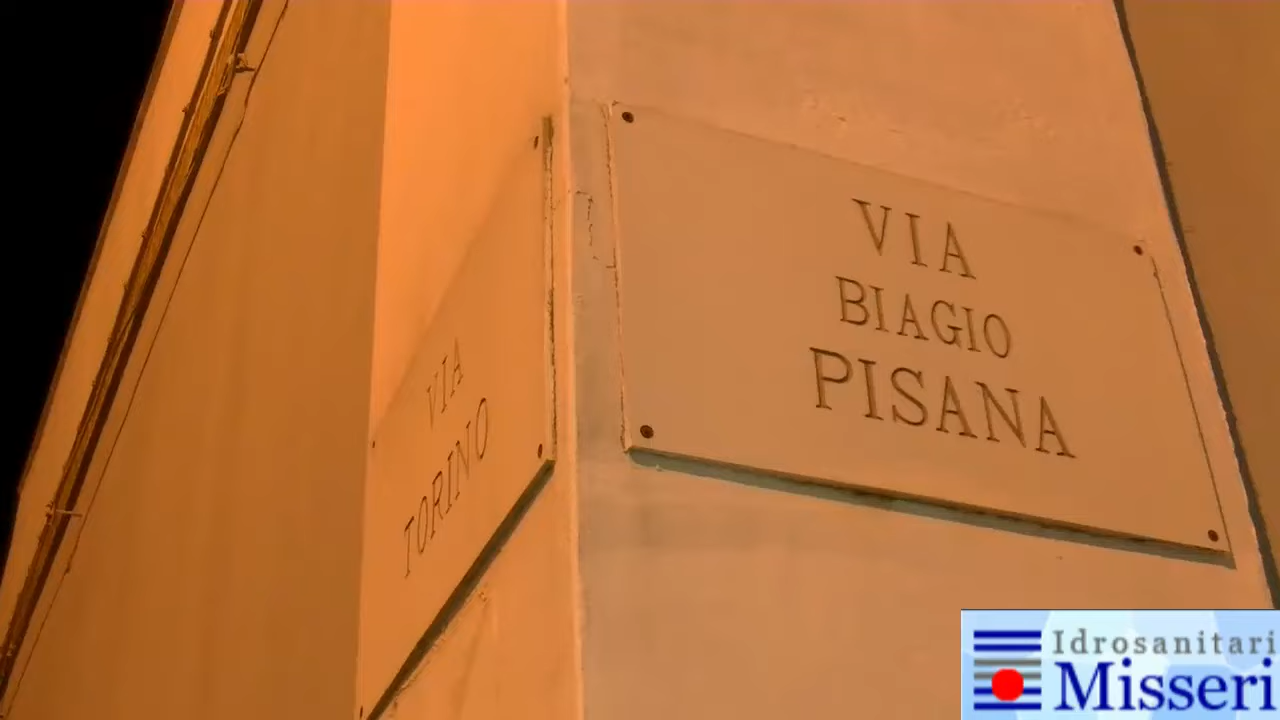 VIA
TORINO
VIA
BIAGIO
PISANA
Idrosanitari
Misseri